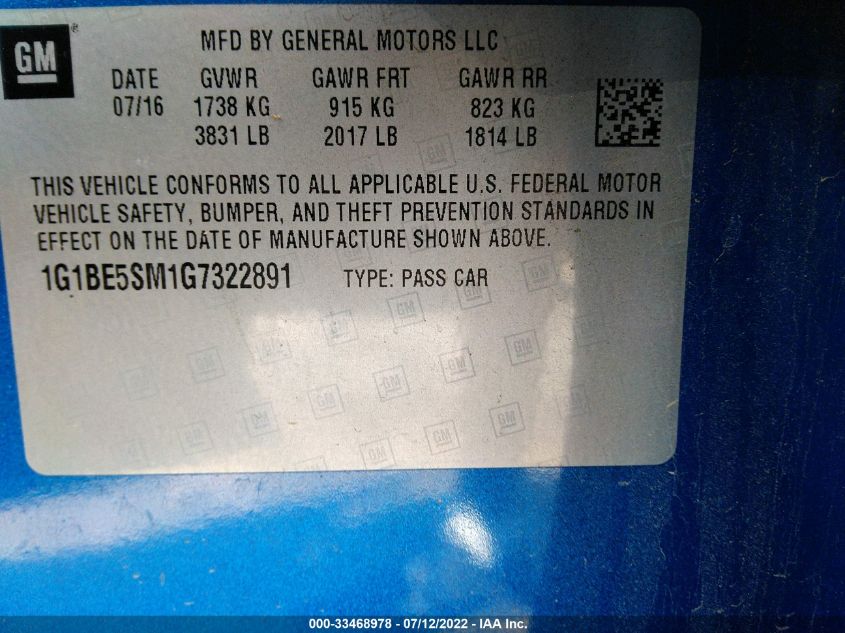 GM
MFD BY GENERAL MOTORS LLC
DATE GVWR GAWR FRT GAWR RR
07/16 1738 KG 915 KG 823 KG
3831 LB 2017 LB 1814 LB
THIS VEHICLE CONFORMS TO ALL APPLICABLE U.S. FEDERAL MOTOR
VEHICLE SAFETY, BUMPER, AND THEFT PREVENTION STANDARDS IN
EFFECT ON THE DATE OF MANUFACTURE SHOWN ABOVE.
1G1BE5SM1G7322891 TYPE: PASS CAR
000-33468978 - 07/12/2022 - IAA Inc.